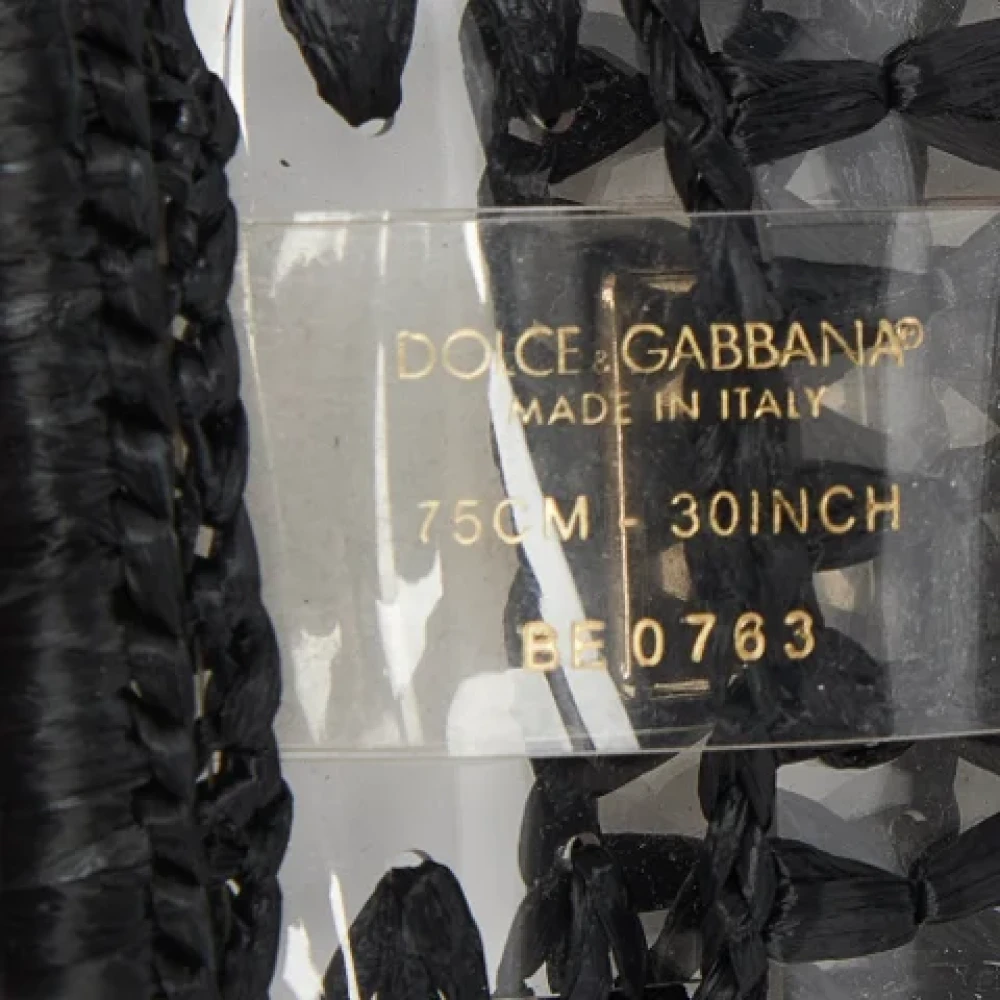 DOLCE & GABBANA®
MADE IN ITALY
75CM - 30INCH
BE0763